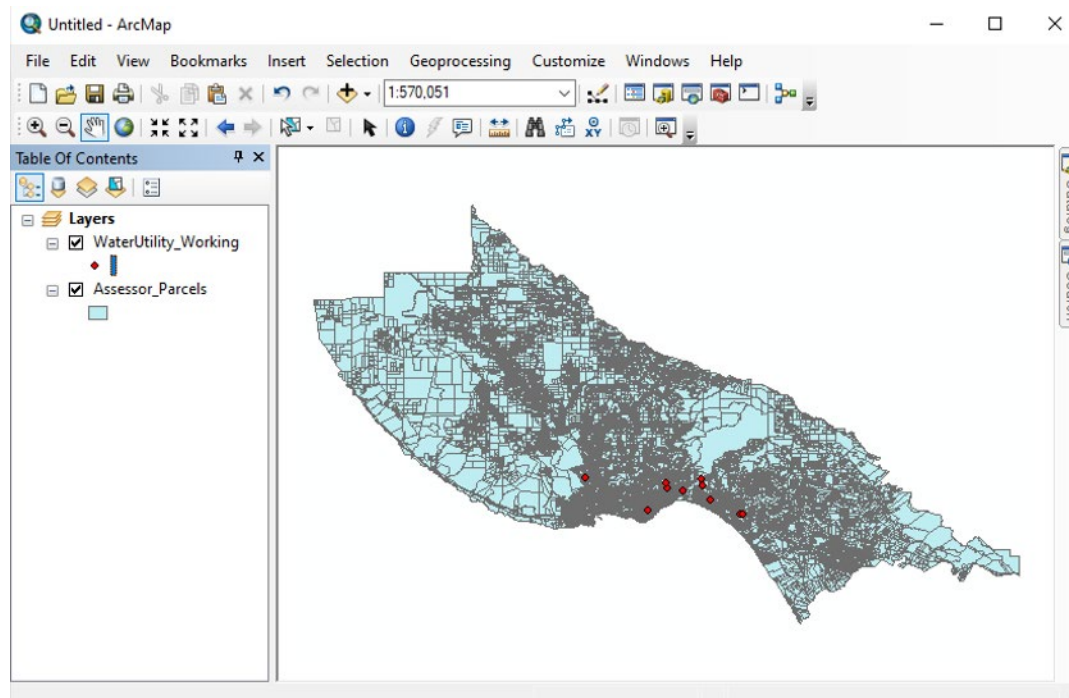 Untitled - ArcMap
File Edit View Bookmarks Insert Selection Geoprocessing Customize Windows Help
1:570,051
XY
Table Of Contents
Layers
WaterUtility_Working
Assessor_Parcels